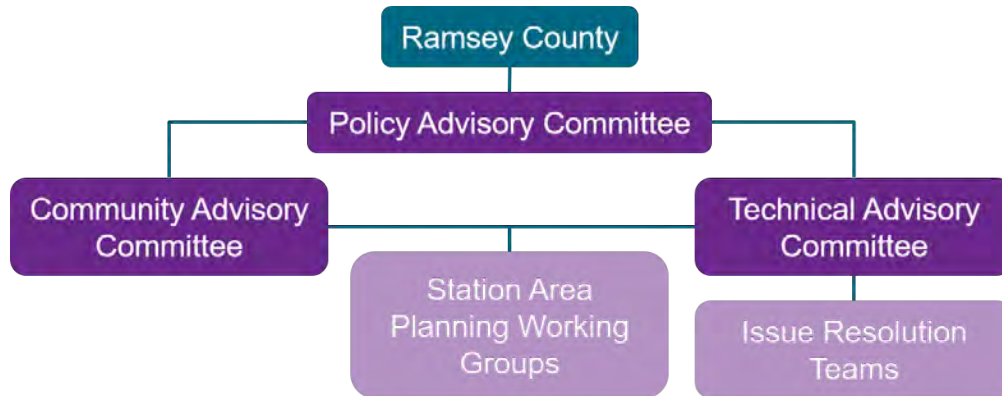 Ramsey County
Policy Advisory Committee
Community Advisory
Committee
Technical Advisory
Committee
Station Area
Planning Working
Groups
Issue Resolution
Teams